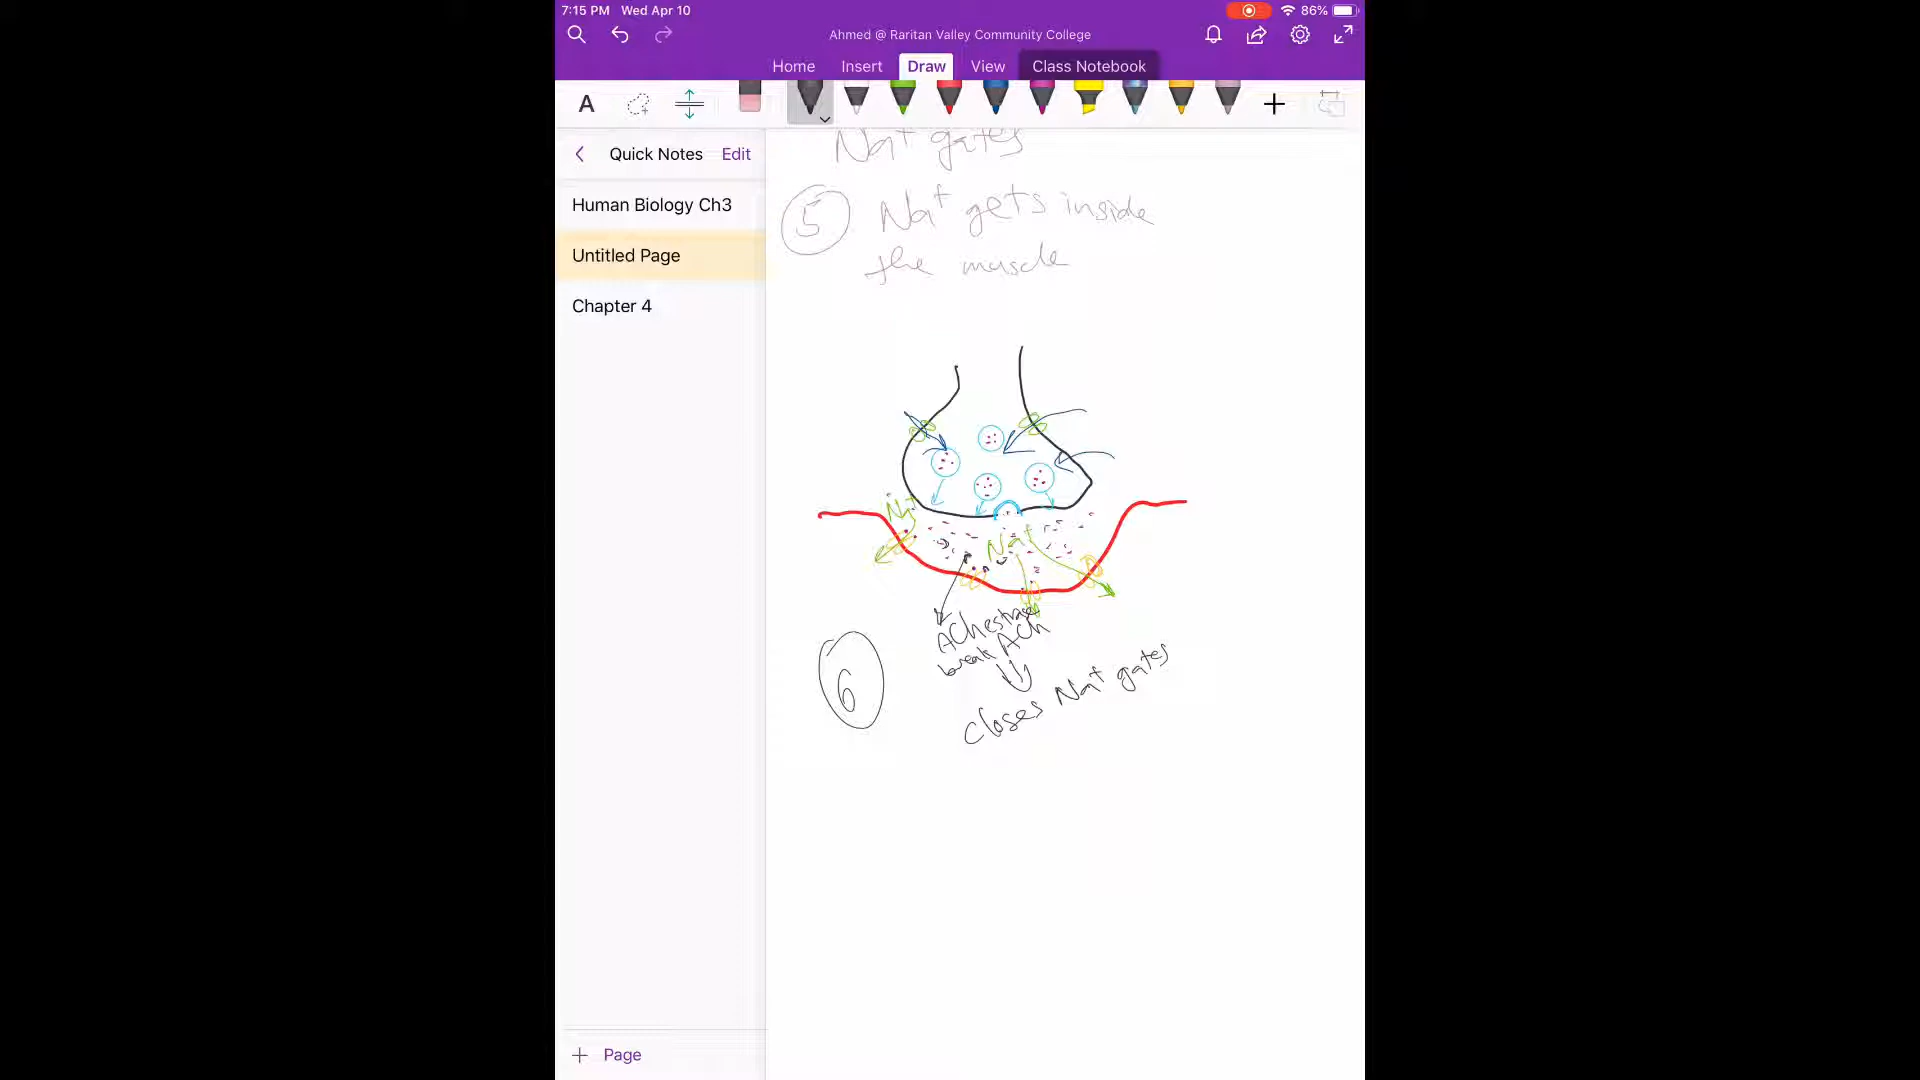 7:15 PM Wed Apr 10
86%
Ahmed @ Raritan Valley Community College
Home Insert Draw View Class Notebook
A
Quick Notes Edit
Human Biology Ch3
Untitled Page
Chapter 4
Page
Na+ gates
5 Na+ gets inside
the muscle
Na+
Na+
break ACh
6
closes Na+ gates